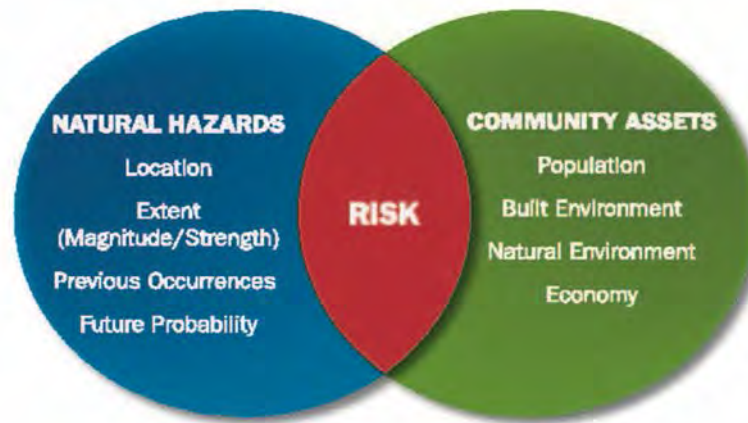 NATURAL HAZARDS
Location
Extent
(Magnitude/Strength)
Previous Occurrences
Future Probability
RISK
COMMUNITY ASSETS
Population
Built Environment
Natural Environment
Economy